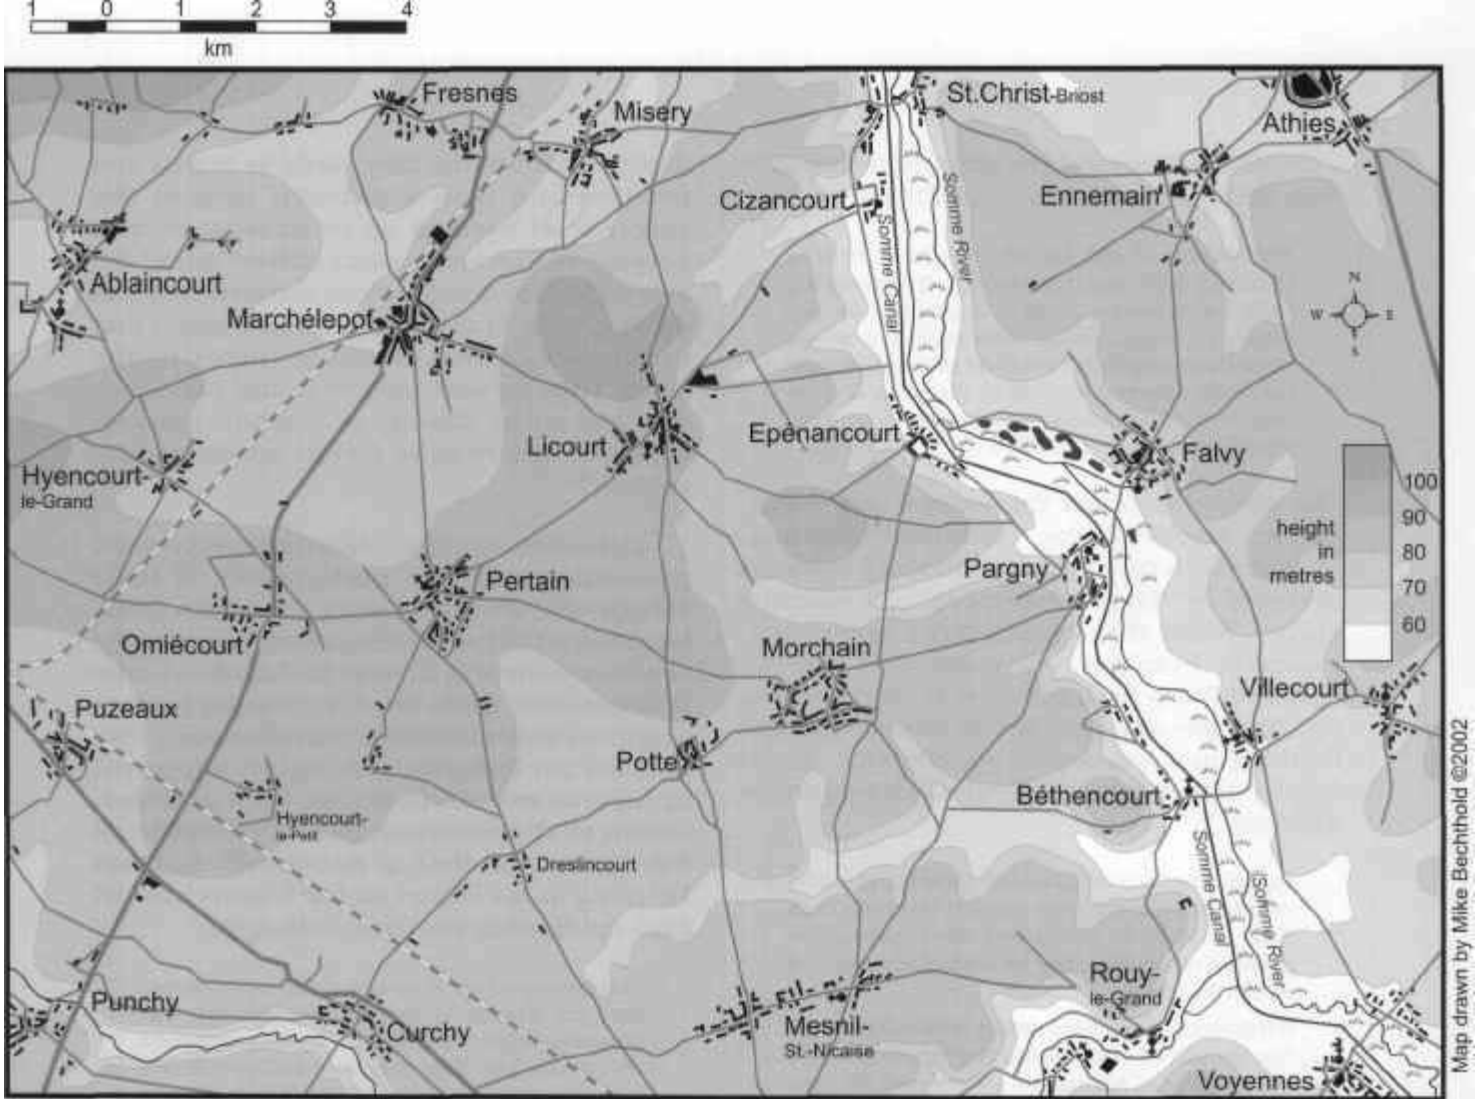 1 0 1 2 3 4
km
Fresnes
Misery
St.Christ-Briost
Athies
Cizancourt
Ennemain
Somme River
Somme Canal
Ablaincourt
N
W E
S
Marchélepot
Licourt
Epènancourt
Falvy
Hyencourt-
le-Grand
100
90
height
in
metres
80
70
60
Pertain
Pargny
Omiécourt
Morchain
Puzeaux
Villecourt
Potte
Béthencourt
Hyencourt-
le-Petit
Dreslincourt
Somme Canal
Somme River
Punchy
Curchy
Mesnil-
St.-Nicaise
Rouy-
le-Grand
Voyennes
Map drawn by Mike Bechthold ©2002